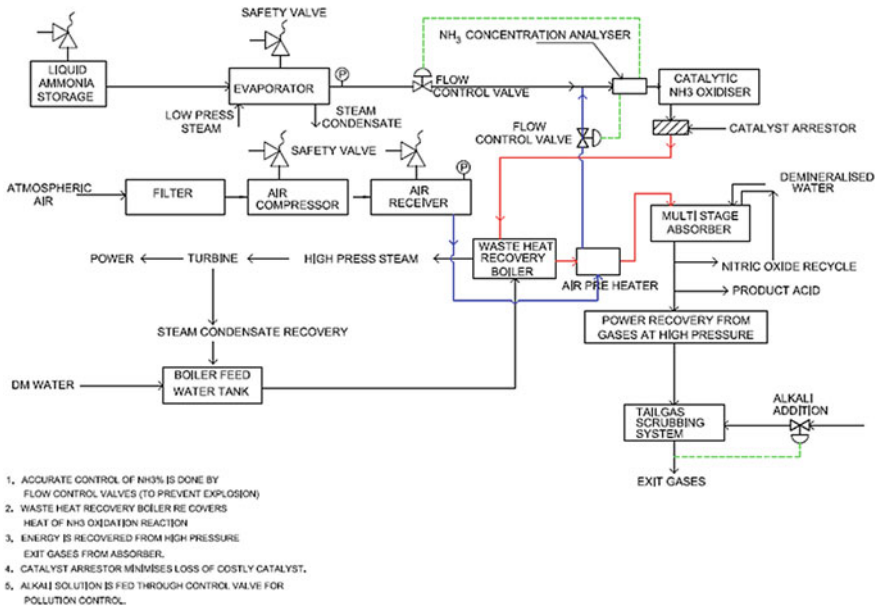 SAFETY VALVE
NH3 CONCENTRATION ANALYSER
LIQUID
AMMONIA
STORAGE
EVAPORATOR
P
FLOW
CONTROL VALVE
CATALYTIC
NH3 OXIDISER
LOW PRESS
STEAM
STEAM
CONDENSATE
FLOW
CONTROL VALVE
CATALYST ARRESTOR
SAFETY VALVE
P
ATMOSPHERIC
AIR
FILTER
AIR
COMPRESSOR
AIR
RECEIVER
DEMINERALISED
WATER
MULTI STAGE
ABSORBER
POWER
TURBINE
HIGH PRESS STEAM
WASTE HEAT
RECOVERY
BOILER
AIR PRE HEATER
NITRIC OXIDE RECYCLE
PRODUCT ACID
STEAM CONDENSATE RECOVERY
POWER RECOVERY FROM
GASES AT HIGH PRESSURE
DM WATER
BOILER FEED
WATER TANK
ALKALI
ADDITION
TAILGAS
SCRUBBING
SYSTEM
EXIT GASES
1. ACCURATE CONTROL OF NH3% IS DONE BY
FLOW CONTROL VALVES (TO PREVENT EXPLOSION)
2. WASTE HEAT RECOVERY BOILER RE COVERS
HEAT OF NH3 OXIDATION REACTION
3. ENERGY IS RECOVERED FROM HIGH PRESSURE
EXIT GASES FROM ABSORBER.
4. CATALYST ARRESTOR MINIMISES LOSS OF COSTLY CATALYST.
5. ALKALI SOLUTION IS FED THROUGH CONTROL VALVE FOR
POLLUTION CONTROL.